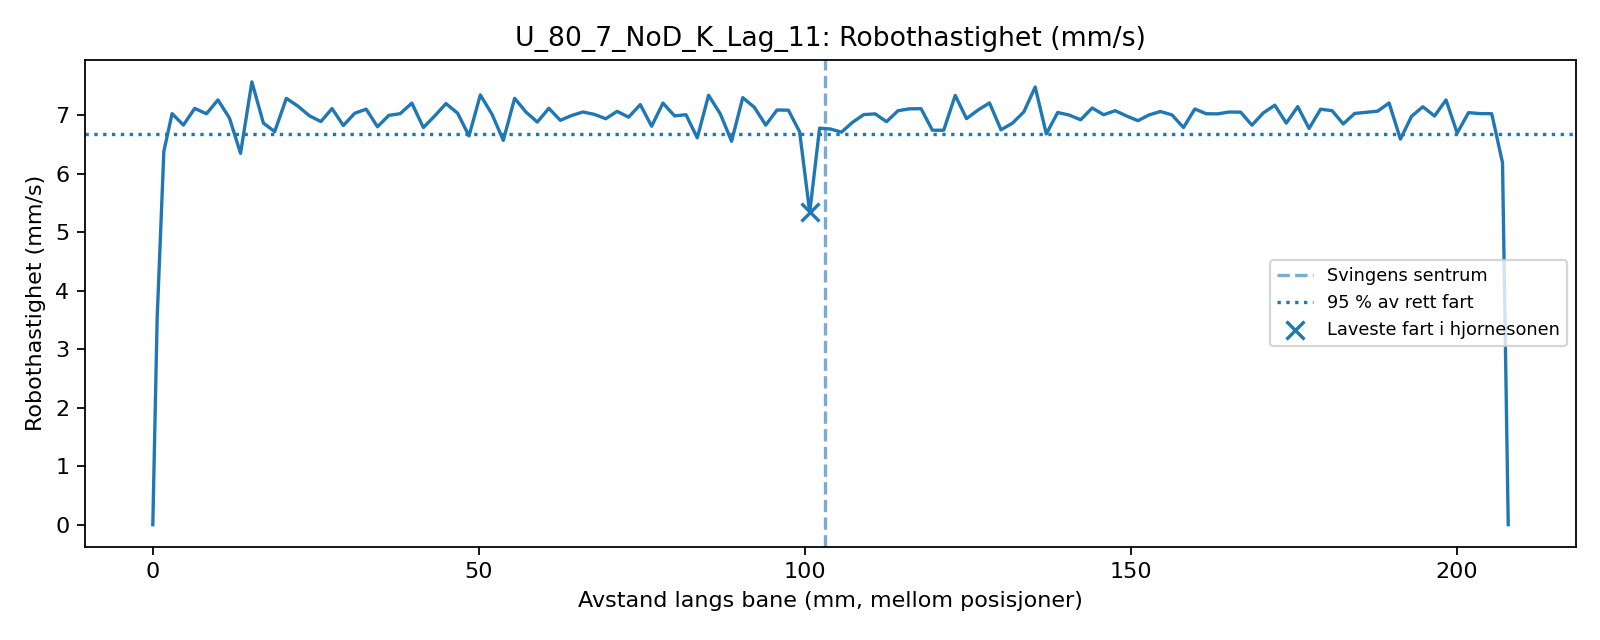 U_80_7_NoD_K_Lag_11: Robothastighet (mm/s)
Robothastighet (mm/s)
7
6
5
4
3
2
1
0
Svingens sentrum
95 % av rett fart
Laveste fart i hjornesonen
0 50 100 150 200
Avstand langs bane (mm, mellom posisjoner)